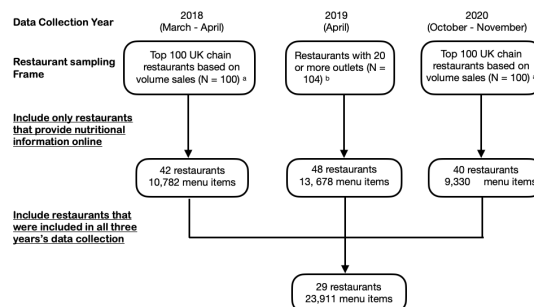 Data Collection Year
2018
(March - April)
2019
(April)
2020
(October - November)
Restaurant sampling
Frame
Top 100 UK chain
restaurants based on
volume sales (N = 100) a
Restaurants with 20
or more outlets (N =
104) b
Top 100 UK chain
restaurants based on
volume sales (N = 100)
Include only restaurants
that provide nutritional
information online
42 restaurants
10,782 menu items
48 restaurants
13, 678 menu items
40 restaurants
9,330 menu items
Include restaurants that
were included in all three
years's data collection
29 restaurants
23,911 menu items